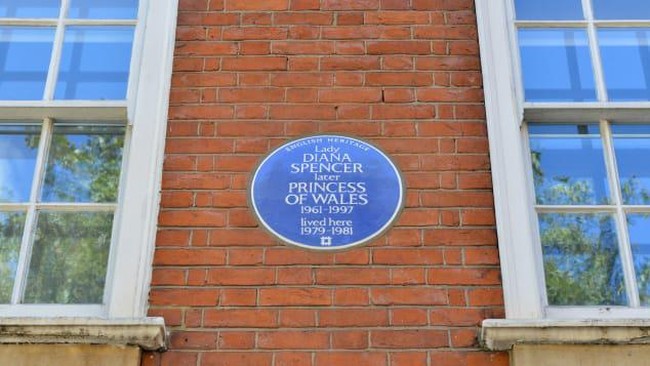 ENGLISH HERITAGE
Lady
DIANA
SPENCER
later
PRINCESS
OF WALES
1961-1997
lived here
1979-1981